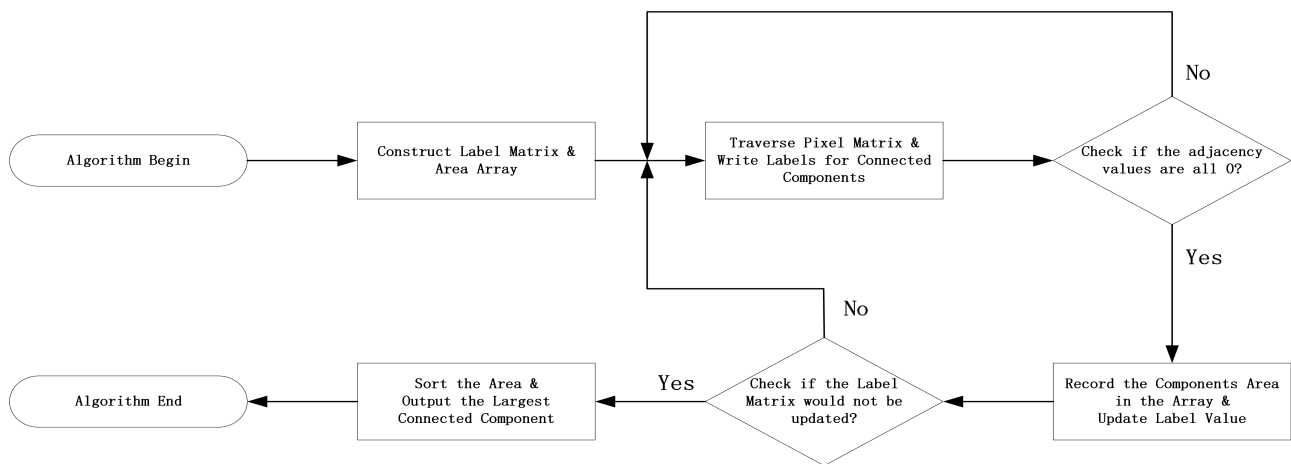 No
Algorithm Begin
Construct Label Matrix &
Area Array
Traverse Pixel Matrix &
Write Labels for Connected
Components
Check if the adjacency
values are all 0?
Yes
No
Algorithm End
Sort the Area &
Output the Largest
Connected Component
Yes
Check if the Label
Matrix would not be
updated?
Record the Components Area
in the Array &
Update Label Value